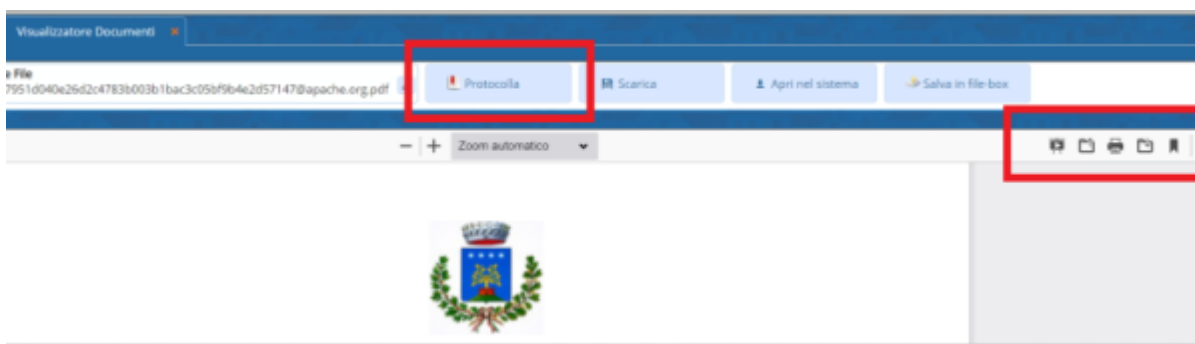 Visualizzatore Documenti
e File
7951d040e26d2c4783b003b1bac3c05bf9b4e2d57147@apache.org.pdf
Protocolla
Scarica
Apri nel sistema
Salva in file-box
Zoom automatico